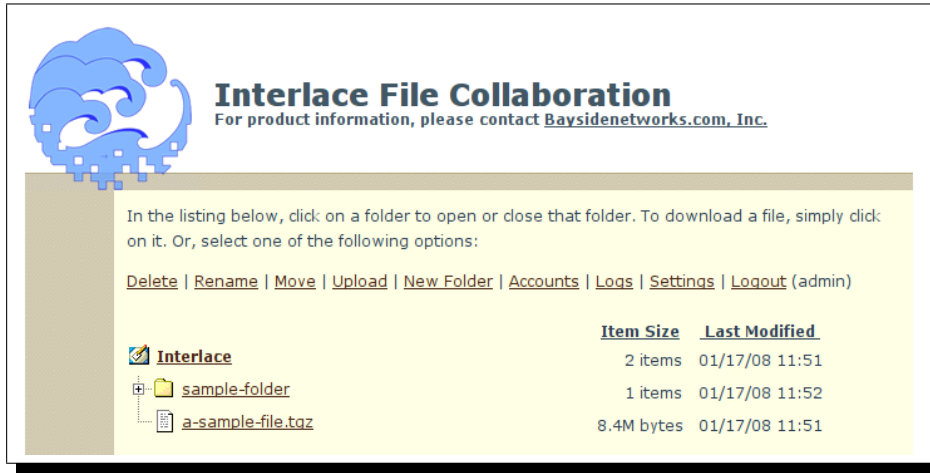 Interlace File Collaboration
For product information, please contact Baysidenetworks.com, Inc.
In the listing below, click on a folder to open or close that folder. To download a file, simply click
on it. Or, select one of the following options:
Delete | Rename | Move | Upload | New Folder | Accounts | Logs | Settings | Logout (admin)
Item Size Last Modified
Interlace 2 items 01/17/08 11:51
sample-folder 1 items 01/17/08 11:52
a-sample-file.tgz 8.4M bytes 01/17/08 11:51